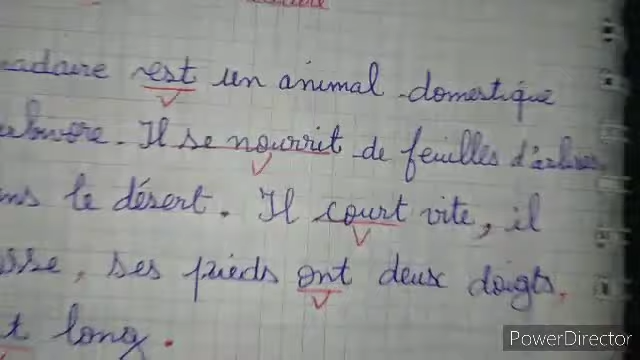 est un animal domestique
Il se nourrit de feuilles d'arbres
le désert. Il court vite, il
ses pieds ont deux doigts.
long.
PowerDirector